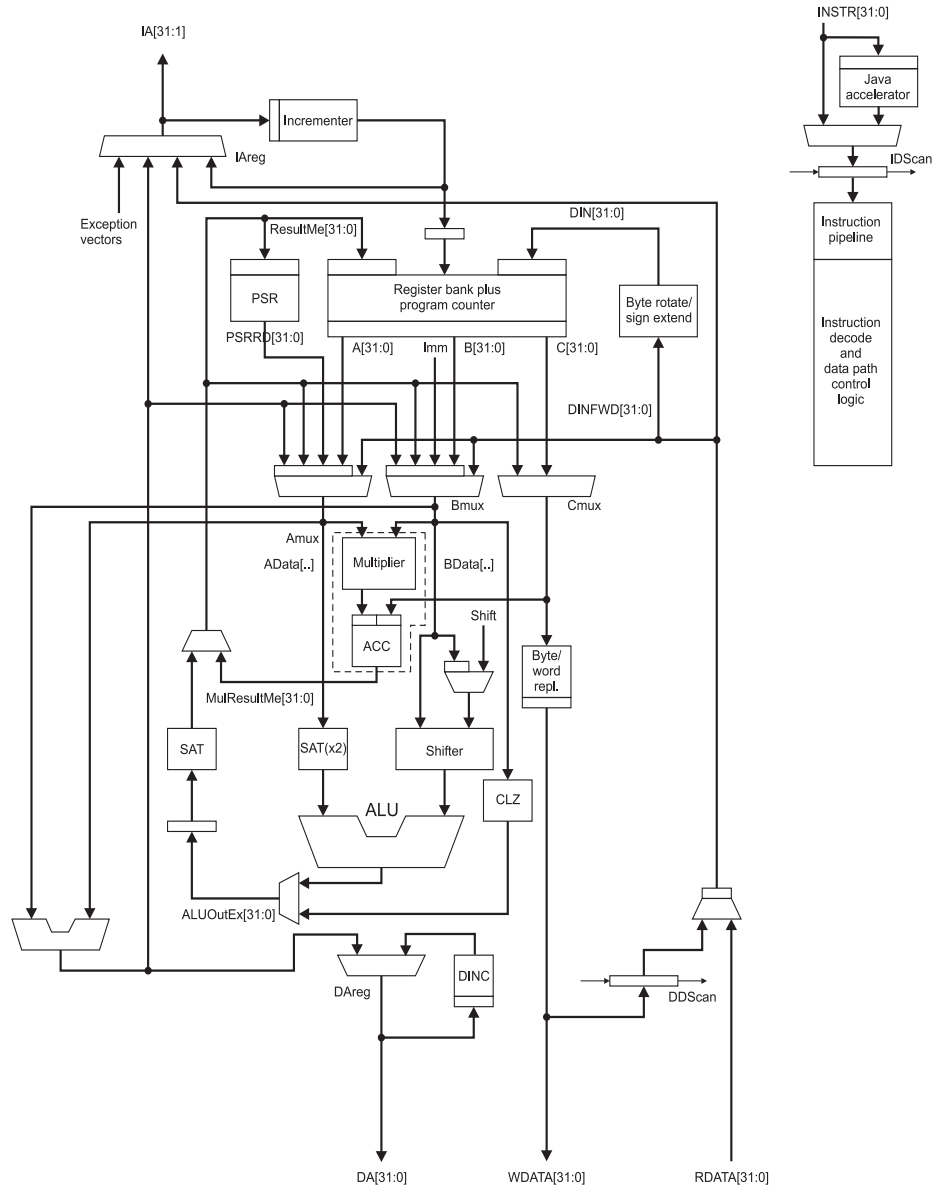 INSTR[31:0]
IA[31:1]
Java
accelerator
Incrementer
IAreg
IDScan
Exception
vectors
ResultMe[31:0]
DIN[31:0]
Instruction
pipeline
PSR
Register bank plus
program counter
Byte rotate/
sign extend
PSRRD[31:0]
A[31:0]
Imm
B[31:0]
C[31:0]
Instruction
decode
and
data path
control
logic
DINFWD[31:0]
Bmux
Cmux
Amux
AData[..]
Multiplier
BData[..]
Shift
ACC
Byte/
word
repl.
MulResultMe[31:0]
SAT
SAT(x2)
Shifter
CLZ
ALU
ALUOutEx[31:0]
DINC
DAreg
DDScan
DA[31:0]
WDATA[31:0]
RDATA[31:0]